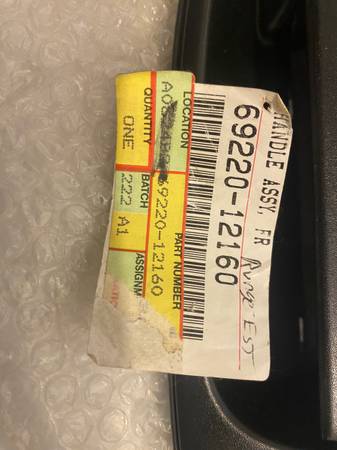 HANDLE ASSY, FR
69220-12160
PART NUMBER
69220-12160
LOCATION
QUANTITY
ONE
BATCH
222 A1
ASSIGNM